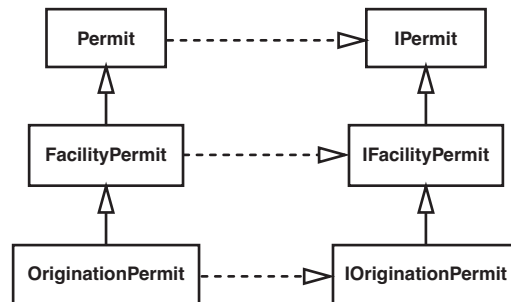 Permit
IPermit
FacilityPermit
IFacilityPermit
OriginationPermit
IOriginationPermit